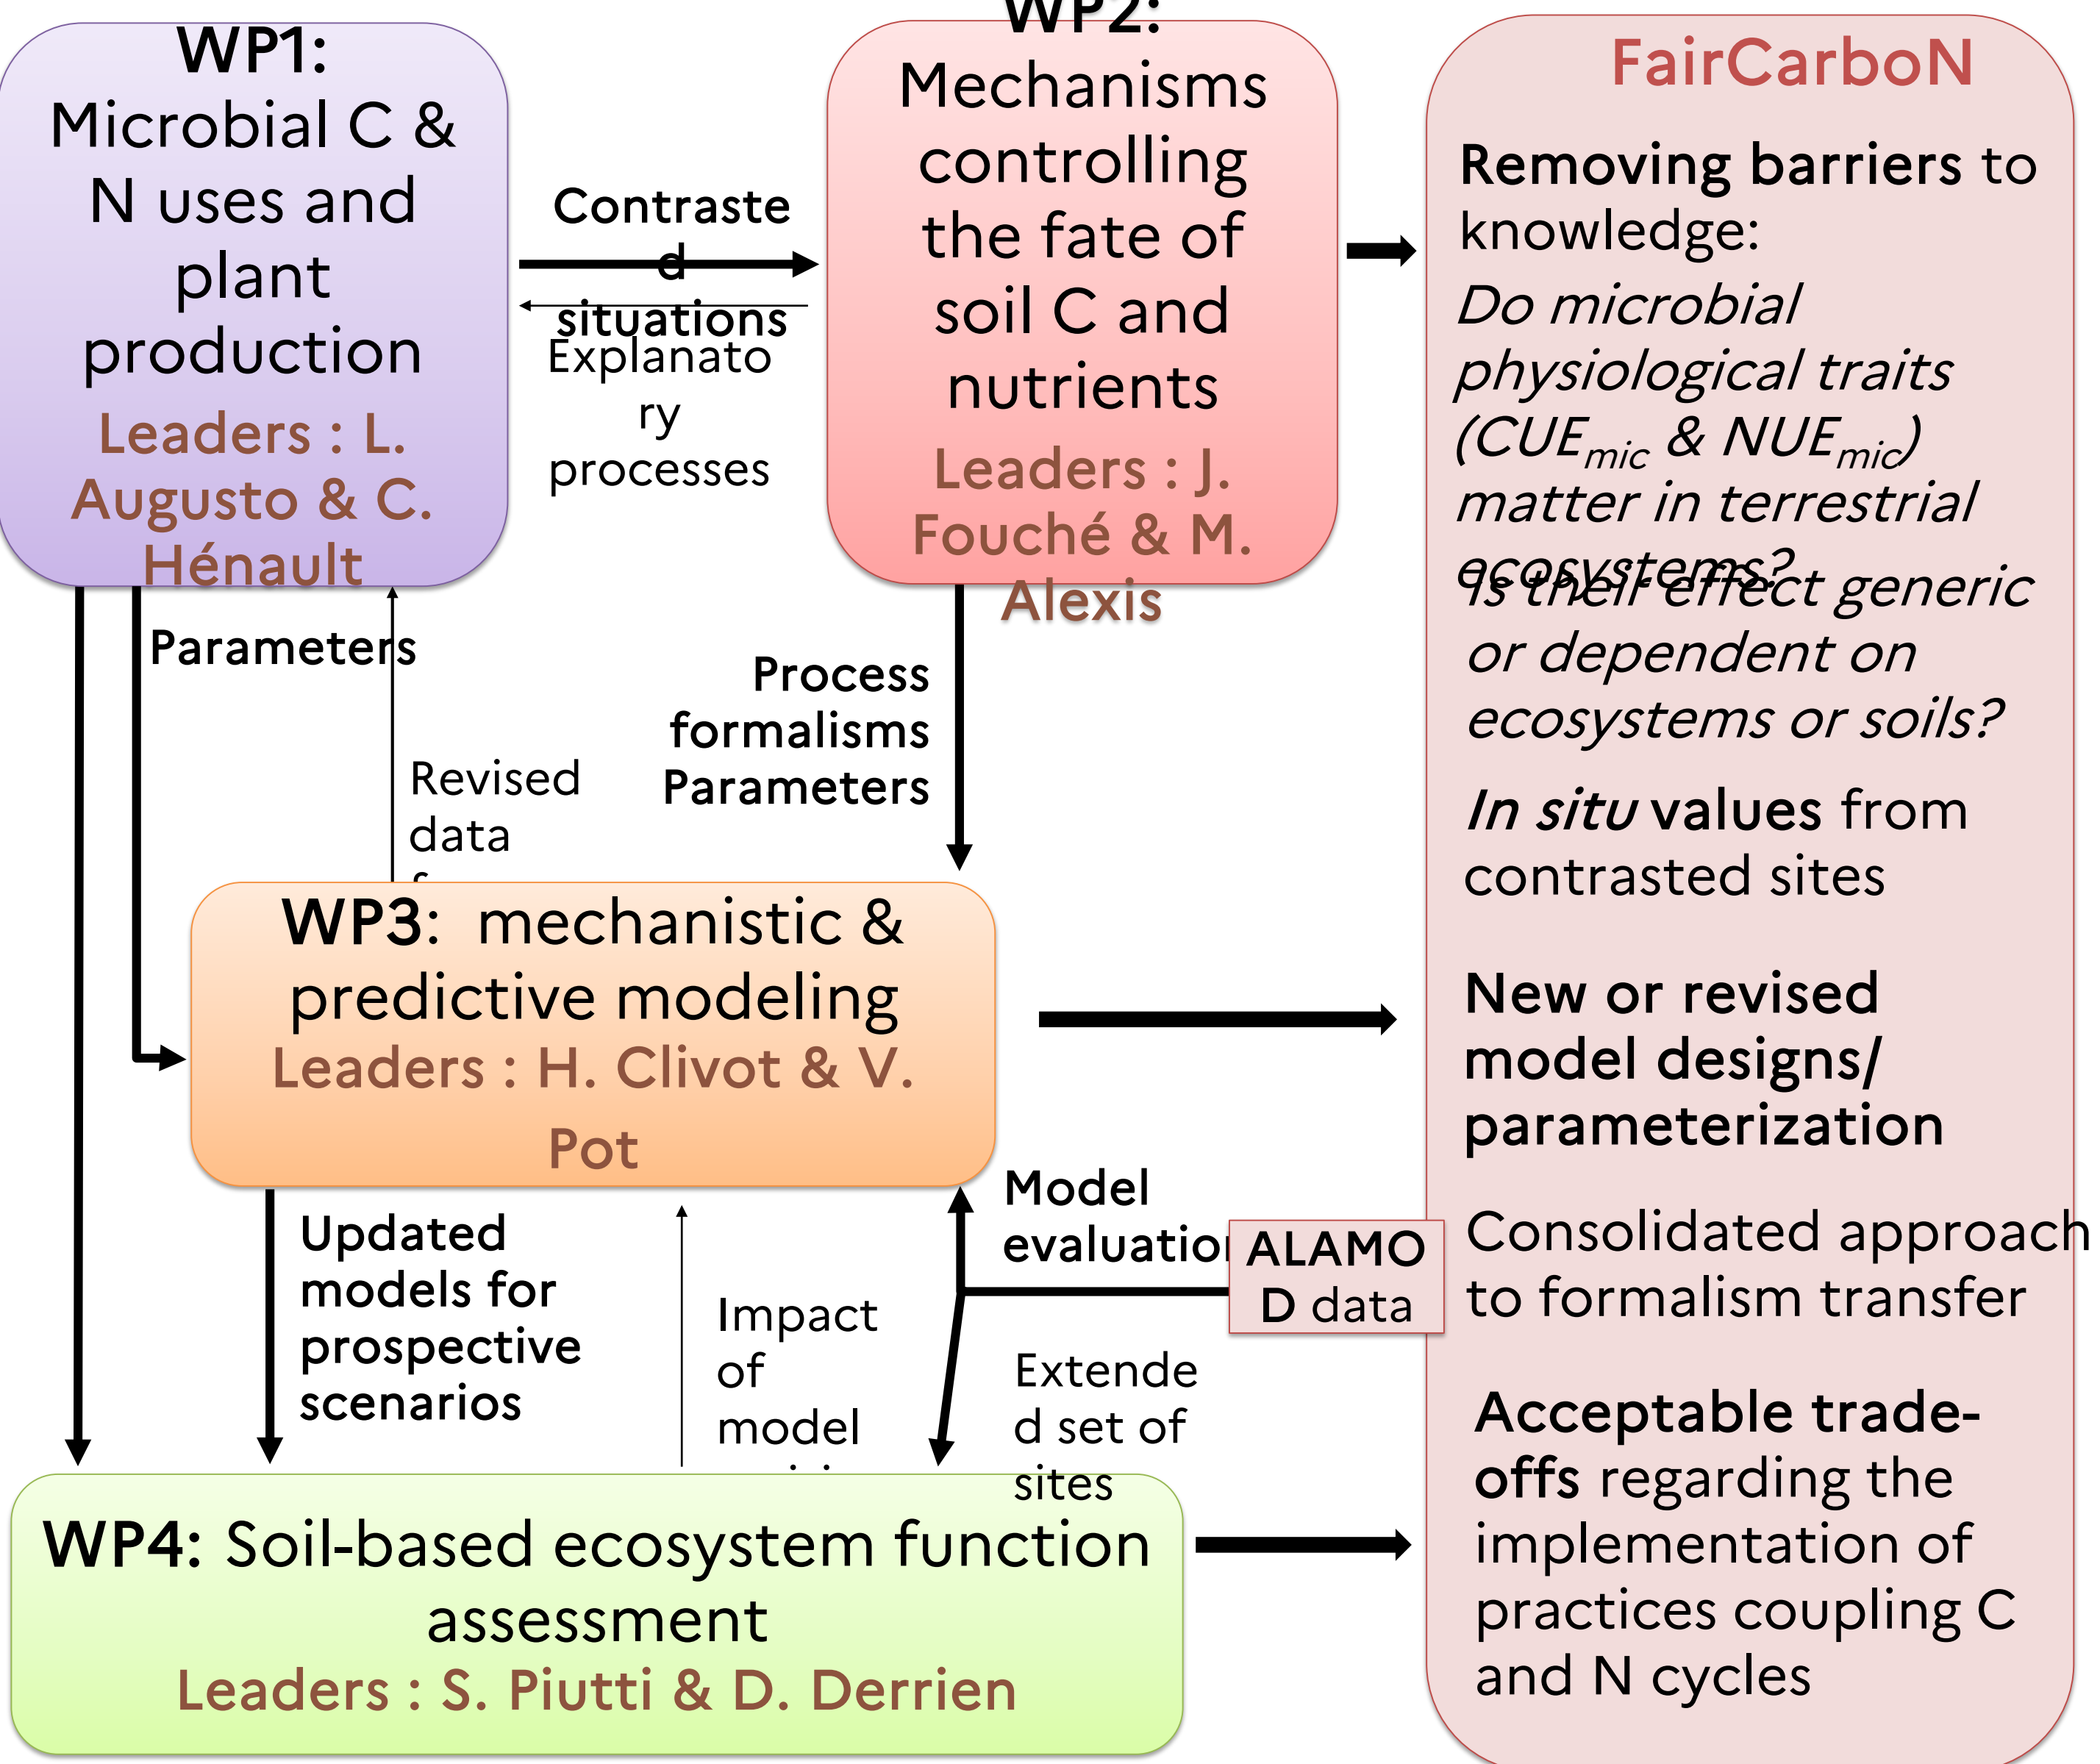 WP1:
Microbial C &
N uses and
plant
production
Leaders : L.
Augusto & C.
Hénault
Contraste
d
situations
Explanato
ry
processes
WP2:
Mechanisms
controlling
the fate of
soil C and
nutrients
Leaders : J.
Fouché & M.
Alexis
Parameters
Revised
data
Process
formalisms
Parameters
WP3: mechanistic &
predictive modeling
Leaders : H. Clivot & V.
Pot
Updated
models for
prospective
scenarios
Impact
of
model
Model
evaluation
ALAMO
D data
Extende
d set of
sites
WP4: Soil-based ecosystem function
assessment
Leaders : S. Piutti & D. Derrien
FairCarboN
Removing barriers to
knowledge:
Do microbial
physiological traits
(CUEmic & NUEmic)
matter in terrestrial
ecosystems?
Is their effect generic
or dependent on
ecosystems or soils?
In situ values from
contrasted sites
New or revised
model designs/
parameterization
Consolidated approach
to formalism transfer
Acceptable trade-
offs regarding the
implementation of
practices coupling C
and N cycles